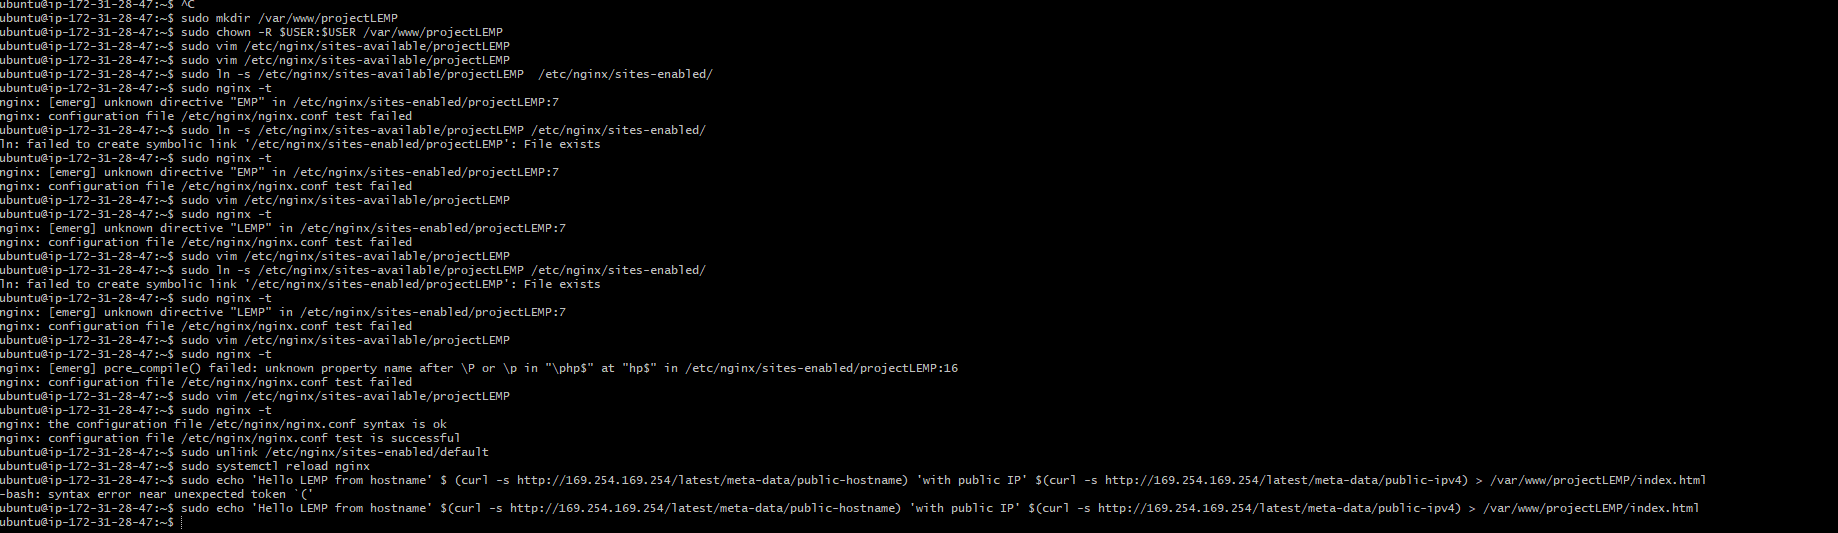 ubuntu@ip-172-31-28-47:~$ ^C
ubuntu@ip-172-31-28-47:~$ sudo mkdir /var/www/projectLEMP
ubuntu@ip-172-31-28-47:~$ sudo chown -R $USER:$USER /var/www/projectLEMP
ubuntu@ip-172-31-28-47:~$ sudo vim /etc/nginx/sites-available/projectLEMP
ubuntu@ip-172-31-28-47:~$ sudo vim /etc/nginx/sites-available/projectLEMP
ubuntu@ip-172-31-28-47:~$ sudo ln -s /etc/nginx/sites-available/projectLEMP  /etc/nginx/sites-enabled/
ubuntu@ip-172-31-28-47:~$ sudo nginx -t
nginx: [emerg] unknown directive "EMP" in /etc/nginx/sites-enabled/projectLEMP:7
nginx: configuration file /etc/nginx/nginx.conf test failed
ubuntu@ip-172-31-28-47:~$ sudo ln -s /etc/nginx/sites-available/projectLEMP /etc/nginx/sites-enabled/
ln: failed to create symbolic link '/etc/nginx/sites-enabled/projectLEMP': File exists
ubuntu@ip-172-31-28-47:~$ sudo nginx -t
nginx: [emerg] unknown directive "EMP" in /etc/nginx/sites-enabled/projectLEMP:7
nginx: configuration file /etc/nginx/nginx.conf test failed
ubuntu@ip-172-31-28-47:~$ sudo vim /etc/nginx/sites-available/projectLEMP
ubuntu@ip-172-31-28-47:~$ sudo nginx -t
nginx: [emerg] unknown directive "LEMP" in /etc/nginx/sites-enabled/projectLEMP:7
nginx: configuration file /etc/nginx/nginx.conf test failed
ubuntu@ip-172-31-28-47:~$ sudo vim /etc/nginx/sites-available/projectLEMP
ubuntu@ip-172-31-28-47:~$ sudo ln -s /etc/nginx/sites-available/projectLEMP /etc/nginx/sites-enabled/
ln: failed to create symbolic link '/etc/nginx/sites-enabled/projectLEMP': File exists
ubuntu@ip-172-31-28-47:~$ sudo nginx -t
nginx: [emerg] unknown directive "LEMP" in /etc/nginx/sites-enabled/projectLEMP:7
nginx: configuration file /etc/nginx/nginx.conf test failed
ubuntu@ip-172-31-28-47:~$ sudo vim /etc/nginx/sites-available/projectLEMP
ubuntu@ip-172-31-28-47:~$ sudo nginx -t
nginx: [emerg] pcre_compile() failed: unknown property name after \P or \p in "\php$" at "hp$" in /etc/nginx/sites-enabled/projectLEMP:16
nginx: configuration file /etc/nginx/nginx.conf test failed
ubuntu@ip-172-31-28-47:~$ sudo vim /etc/nginx/sites-available/projectLEMP
ubuntu@ip-172-31-28-47:~$ sudo nginx -t
nginx: the configuration file /etc/nginx/nginx.conf syntax is ok
nginx: configuration file /etc/nginx/nginx.conf test is successful
ubuntu@ip-172-31-28-47:~$ sudo unlink /etc/nginx/sites-enabled/default
ubuntu@ip-172-31-28-47:~$ sudo systemctl reload nginx
ubuntu@ip-172-31-28-47:~$ sudo echo 'Hello LEMP from hostname' $ (curl -s http://169.254.169.254/latest/meta-data/public-hostname) 'with public IP' $(curl -s http://169.254.169.254/latest/meta-data/public-ipv4) > /var/www/projectLEMP/index.html
-bash: syntax error near unexpected token `('
ubuntu@ip-172-31-28-47:~$ sudo echo 'Hello LEMP from hostname' $(curl -s http://169.254.169.254/latest/meta-data/public-hostname) 'with public IP' $(curl -s http://169.254.169.254/latest/meta-data/public-ipv4) > /var/www/projectLEMP/index.html
ubuntu@ip-172-31-28-47:~$